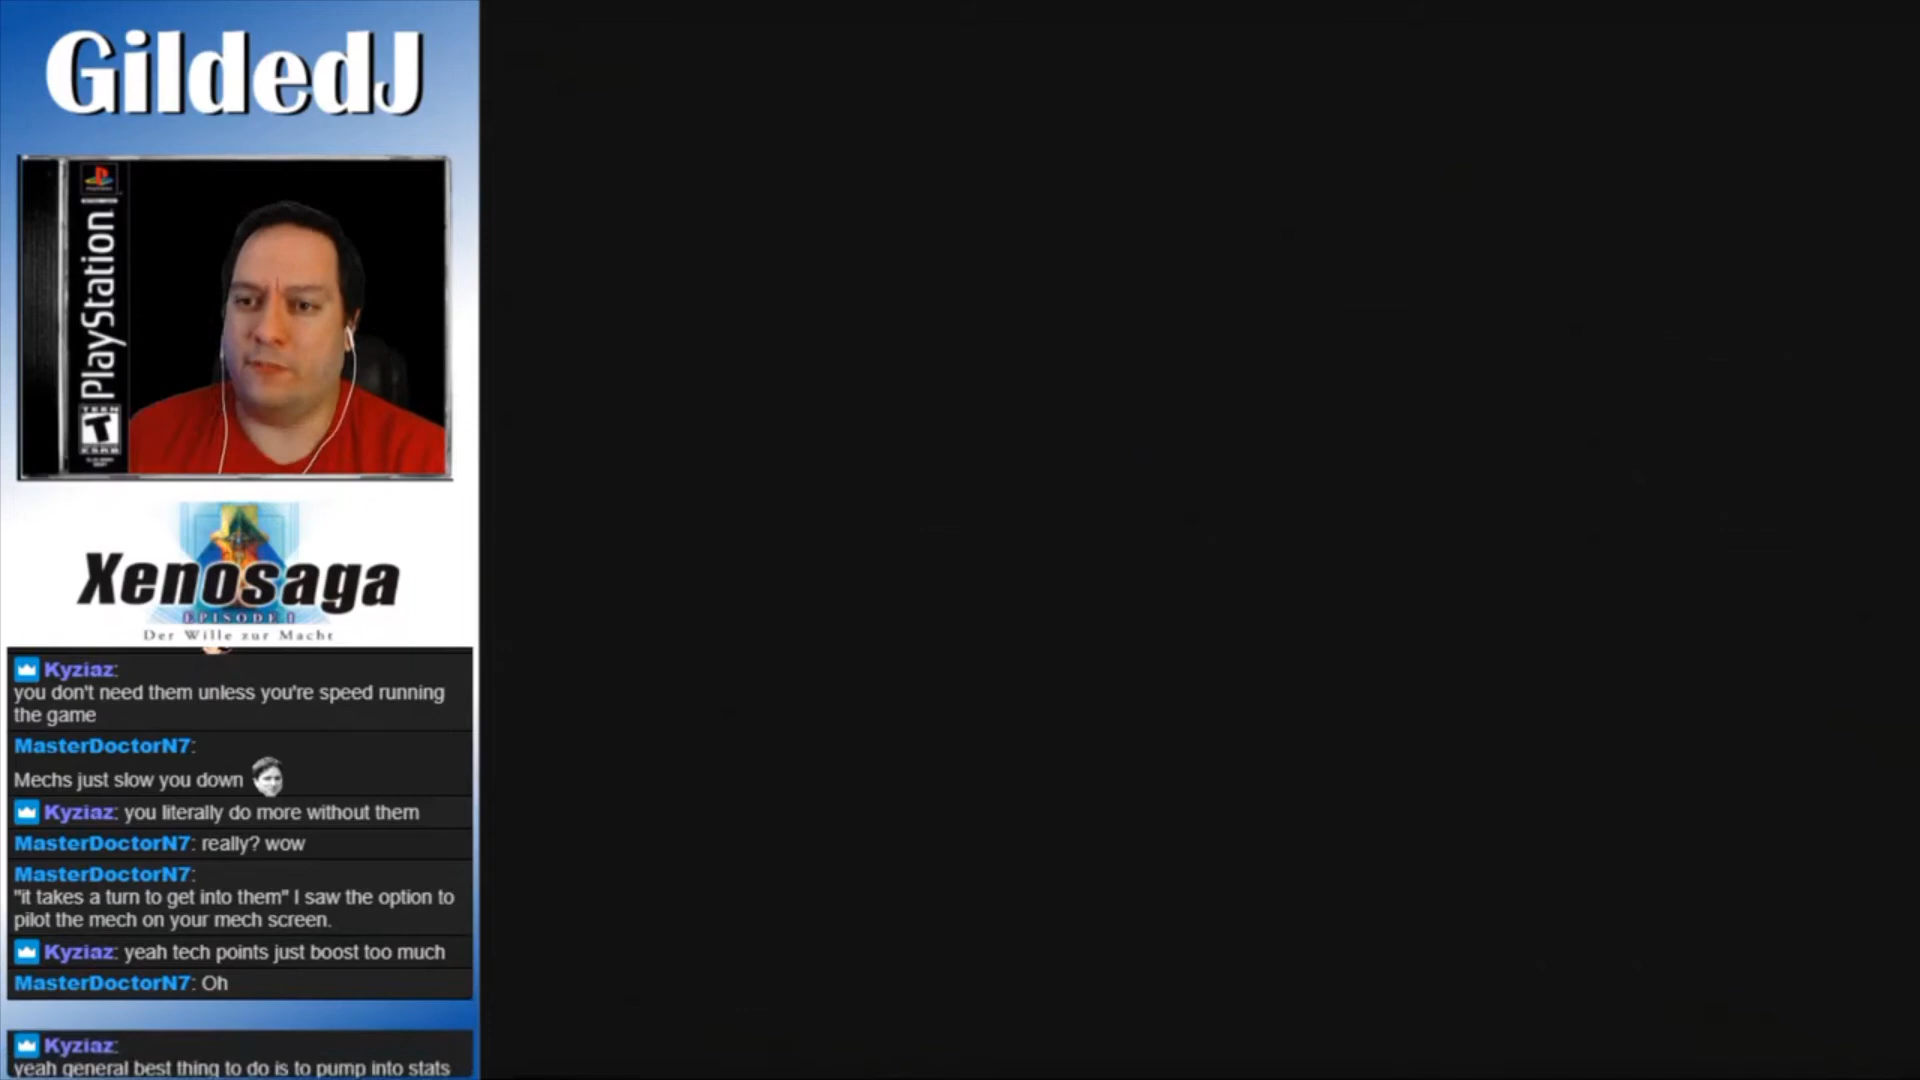 GildedJ
PlayStation
TEEN
T
ESRB
Xenosaga
EPISODE I
Der Wille zur Macht
Kyziaz:
you don't need them unless you're speed running
the game
MasterDoctorN7:
Mechs just slow you down
Kyziaz: you literally do more without them
MasterDoctorN7: really? wow
MasterDoctorN7:
"it takes a turn to get into them" I saw the option to
pilot the mech on your mech screen.
Kyziaz: yeah tech points just boost too much
MasterDoctorN7: Oh
Kyziaz:
yeah general best thing to do is to pump into stats